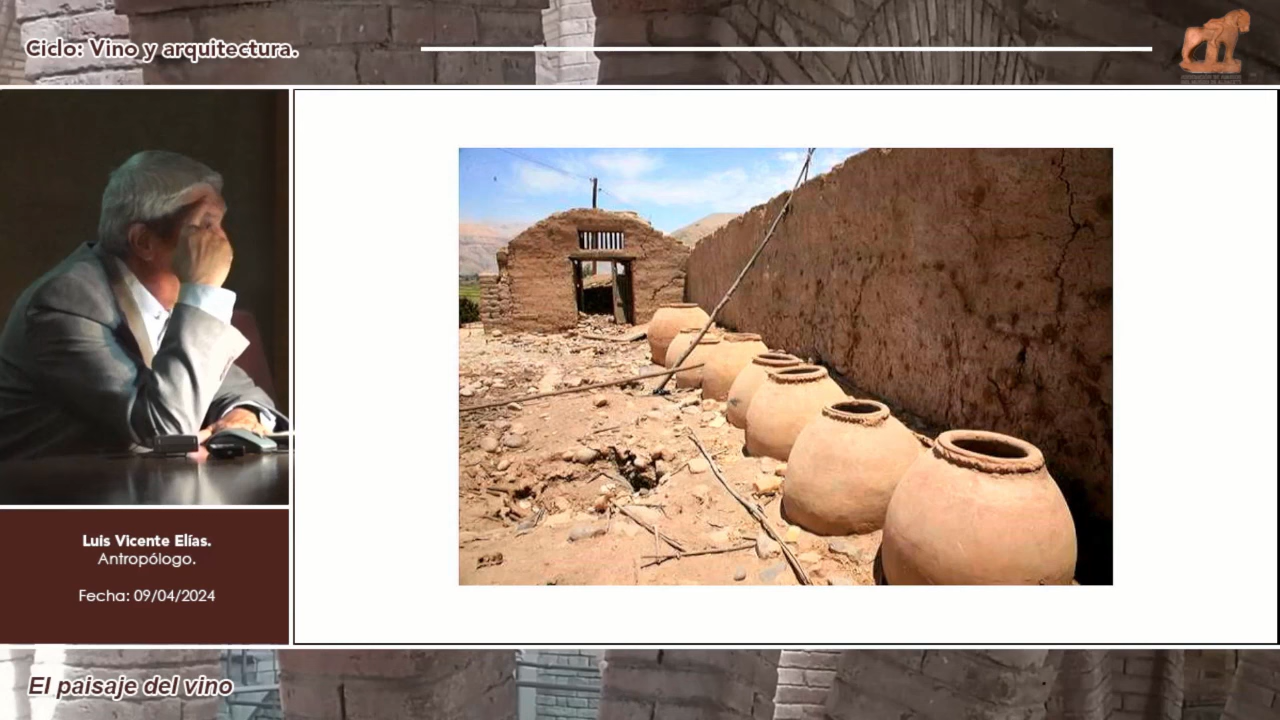 Ciclo: Vino y arquitectura.
Luis Vicente Elías.
Antropólogo.
Fecha: 09/04/2024
El paisaje del vino